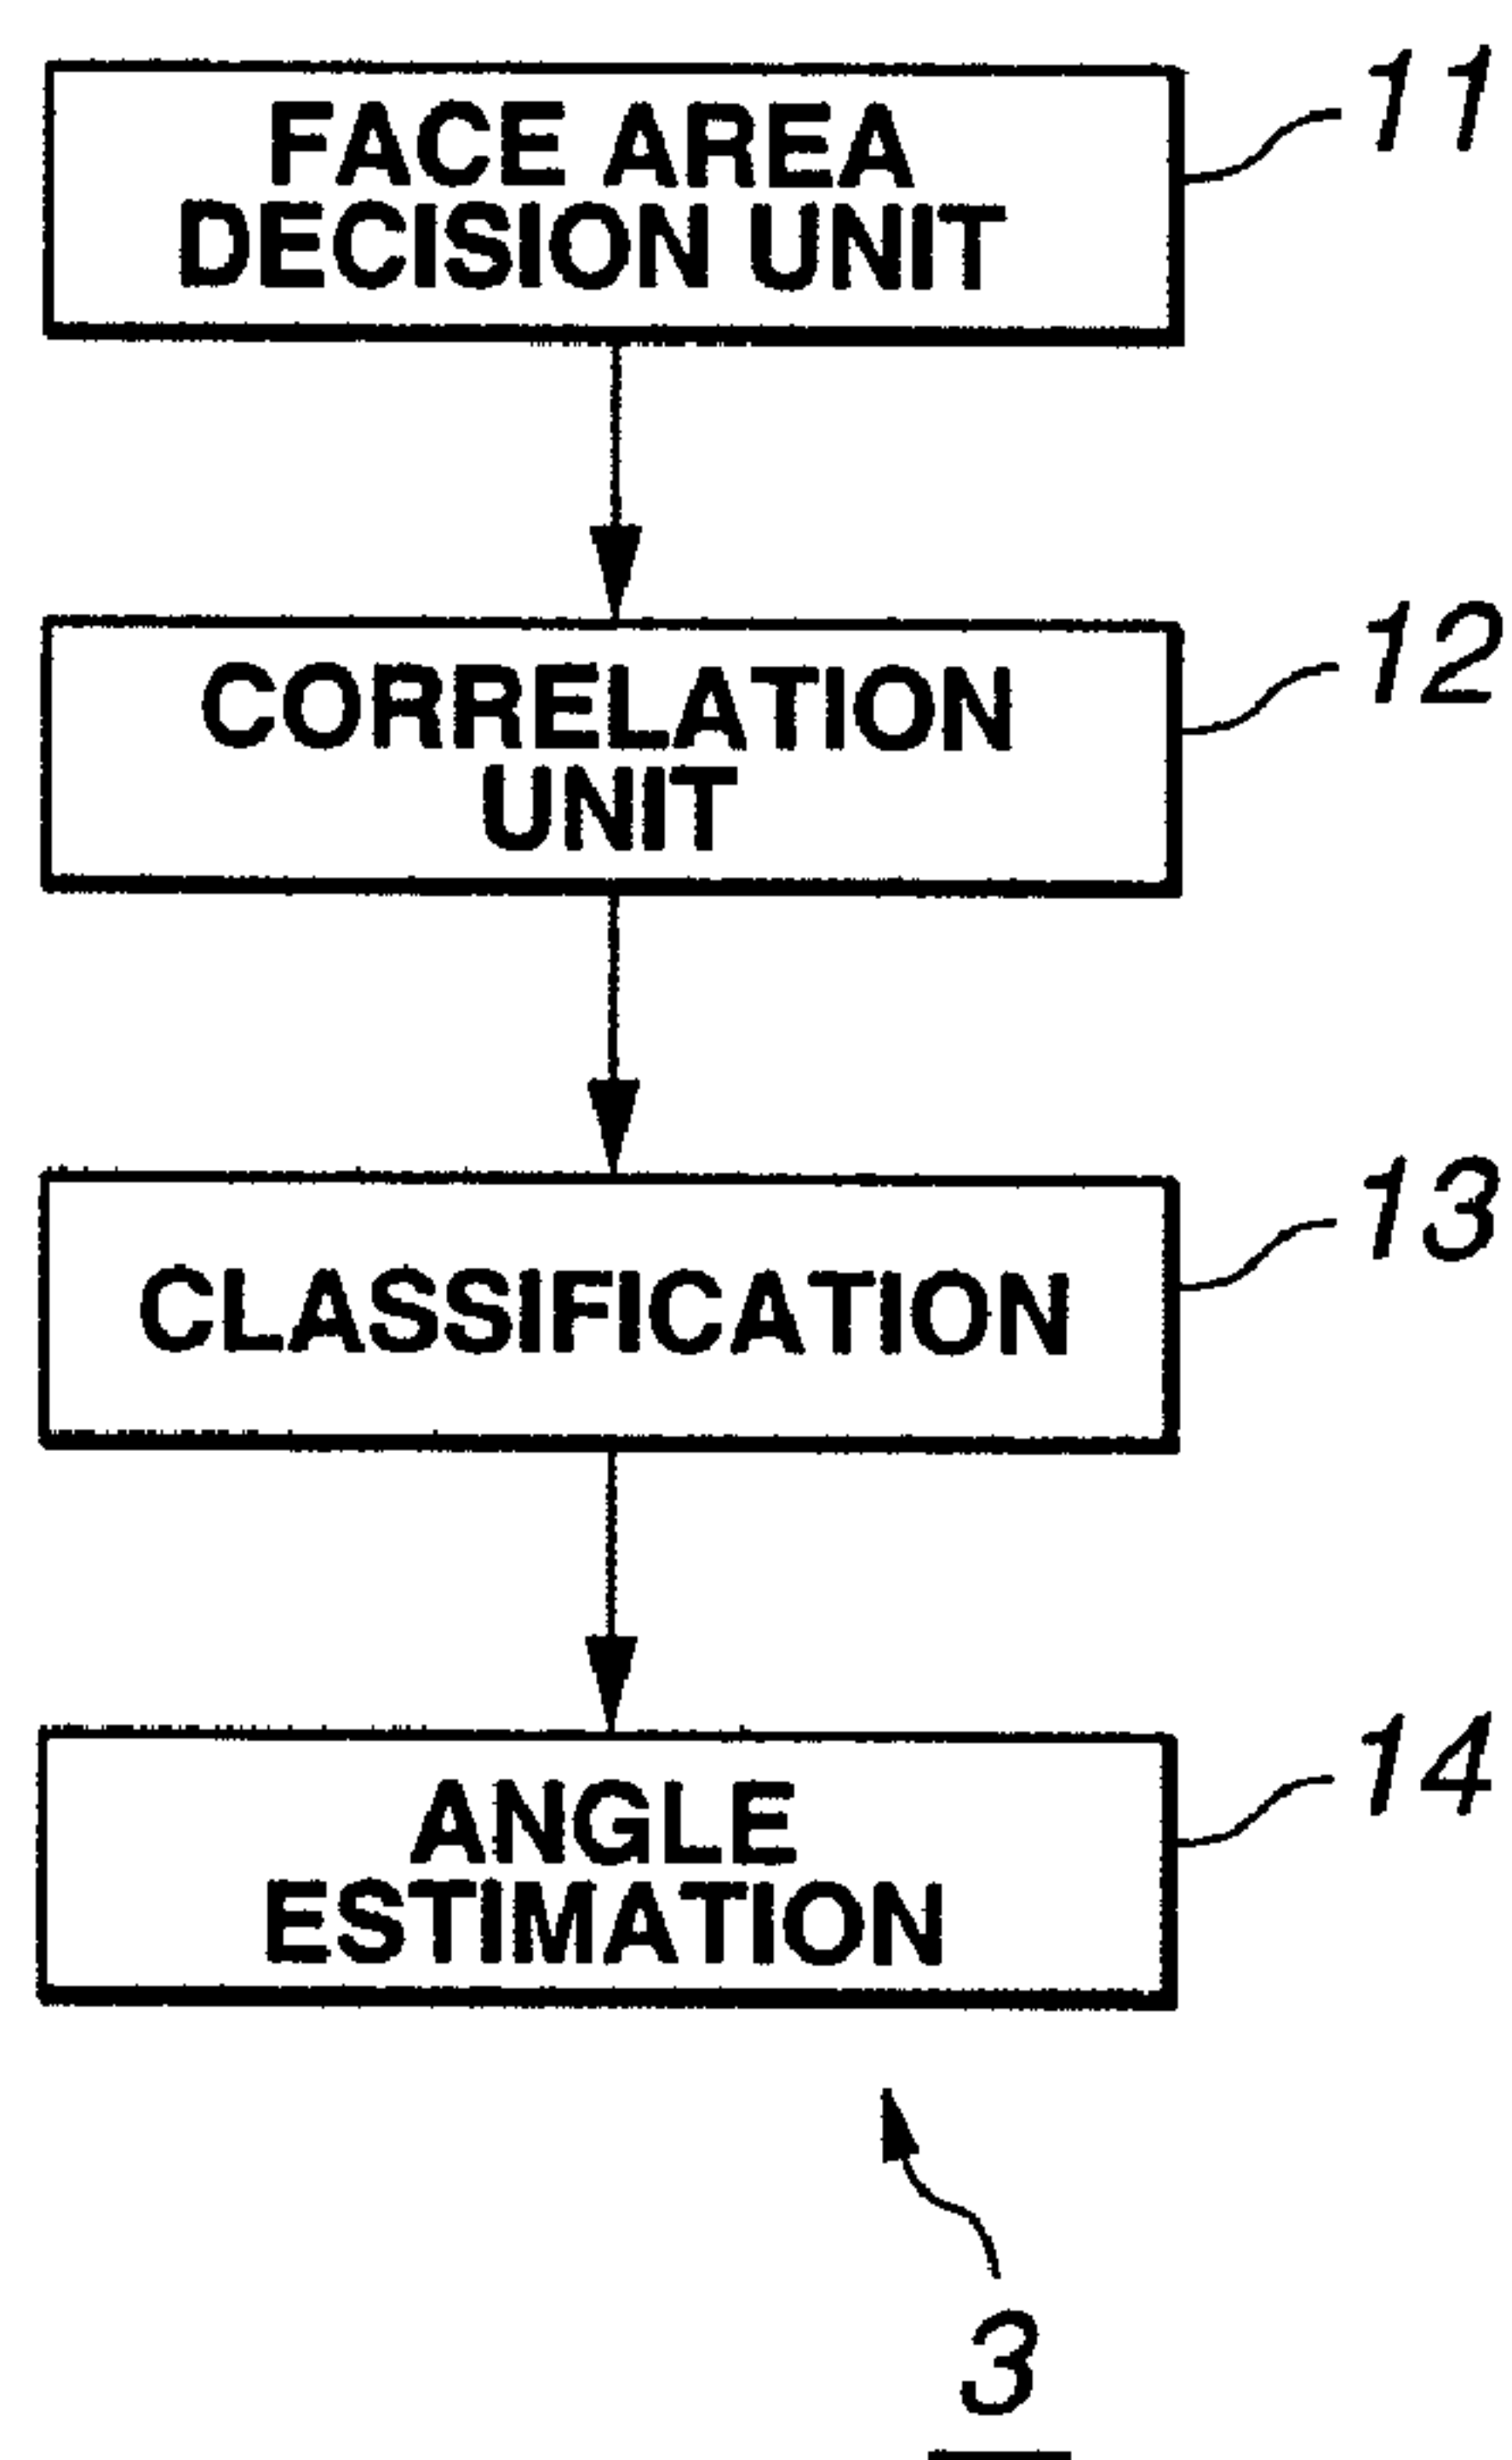 FACE AREA
DECISION UNIT
11
CORRELATION
UNIT
12
CLASSIFICATION
13
ANGLE
ESTIMATION
14
3